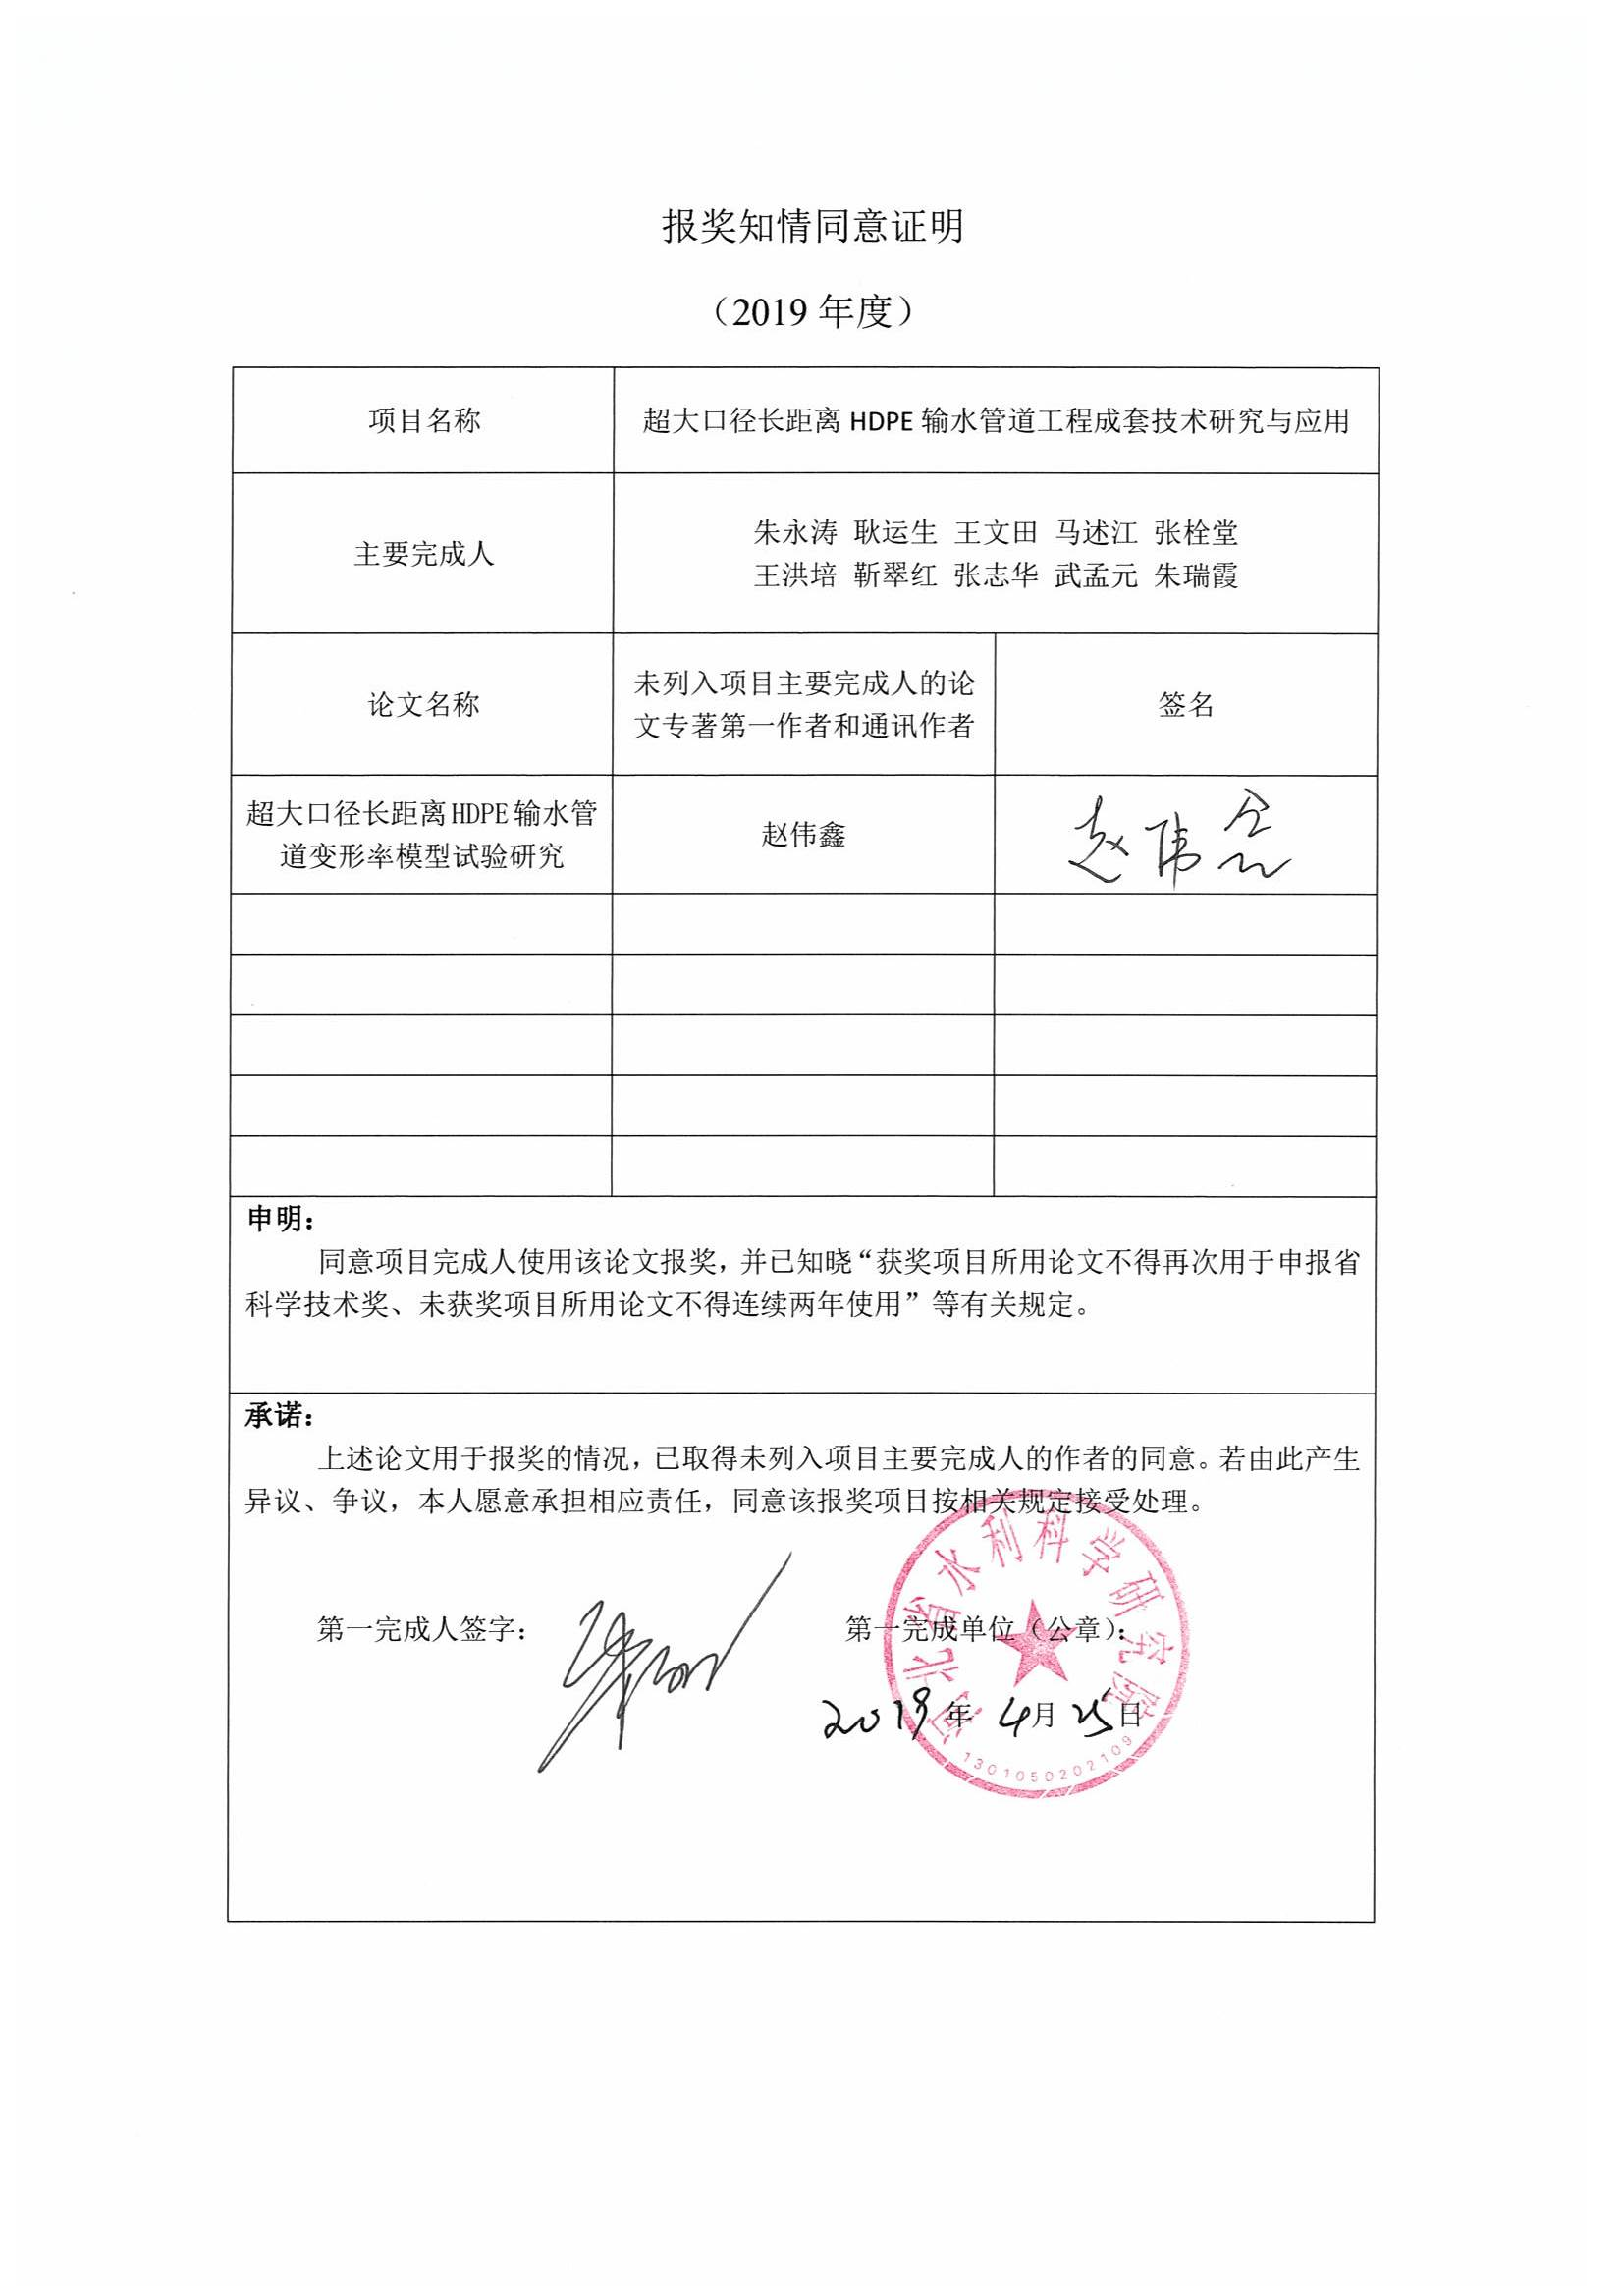 报奖知情同意证明
（2019 年度）
项目名称
超大口径长距离 HDPE 输水管道工程成套技术研究与应用
主要完成人
朱永涛 耿运生 王文田 马述江 张栓堂
王洪培 靳翠红 张志华 武孟元 朱瑞霞
论文名称
未列入项目主要完成人的论
文专著第一作者和通讯作者
签名
超大口径长距离HDPE输水管
道变形率模型试验研究
赵伟鑫
赵伟鑫
申明：
同意项目完成人使用该论文报奖，并已知晓“获奖项目所用论文不得再次用于申报省
科学技术奖、未获奖项目所用论文不得连续两年使用”等有关规定。
承诺：
上述论文用于报奖的情况，已取得未列入项目主要完成人的作者的同意。若由此产生
异议、争议，本人愿意承担相应责任，同意该报奖项目按相关规定接受处理。
第一完成人签字：
第一完成单位（公章）：
2019年 4月 25日
河北省水利科学研究院
1301050202109